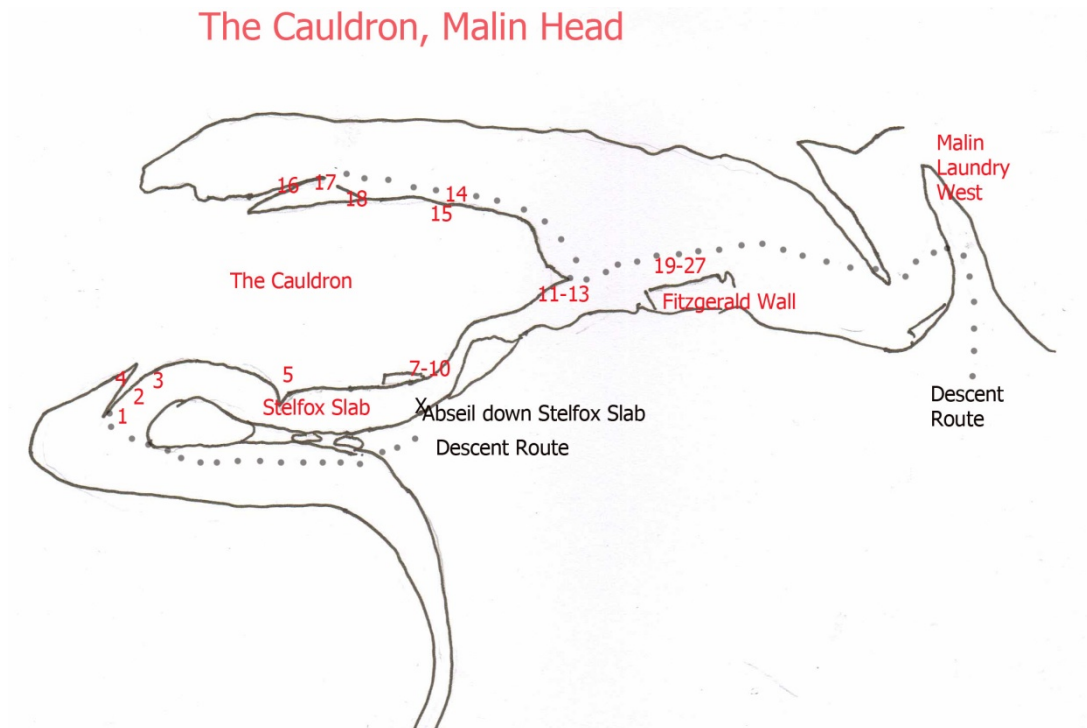 The Cauldron, Malin Head
Malin
Laundry
West
16
17
18
14
15
The Cauldron
19-27
11-13
Fitzgerald Wall
4
3
2
1
5
7-10
Stelfox Slab
X
Abseil down Stelfox Slab
Descent Route
Descent
Route